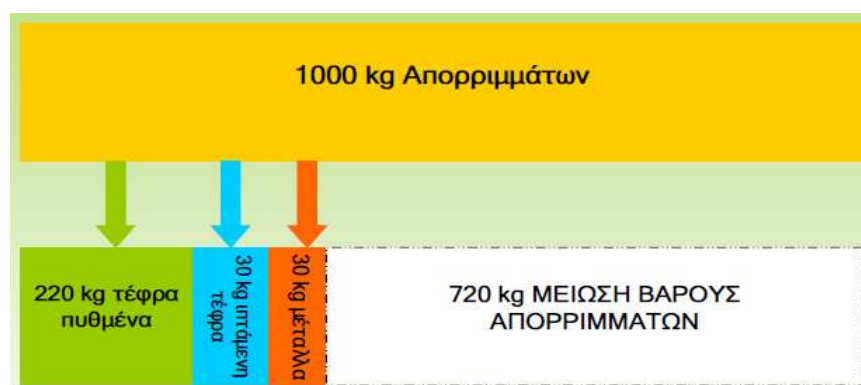 1000 kg Απορριμμάτων
220 kg τέφρα
πυθμένα
30 kg ιπτάμενη
τέφρα
30 kg μέταλλα
720 kg ΜΕΙΩΣΗ ΒΑΡΟΥΣ
ΑΠΟΡΡΙΜΜΑΤΩΝ